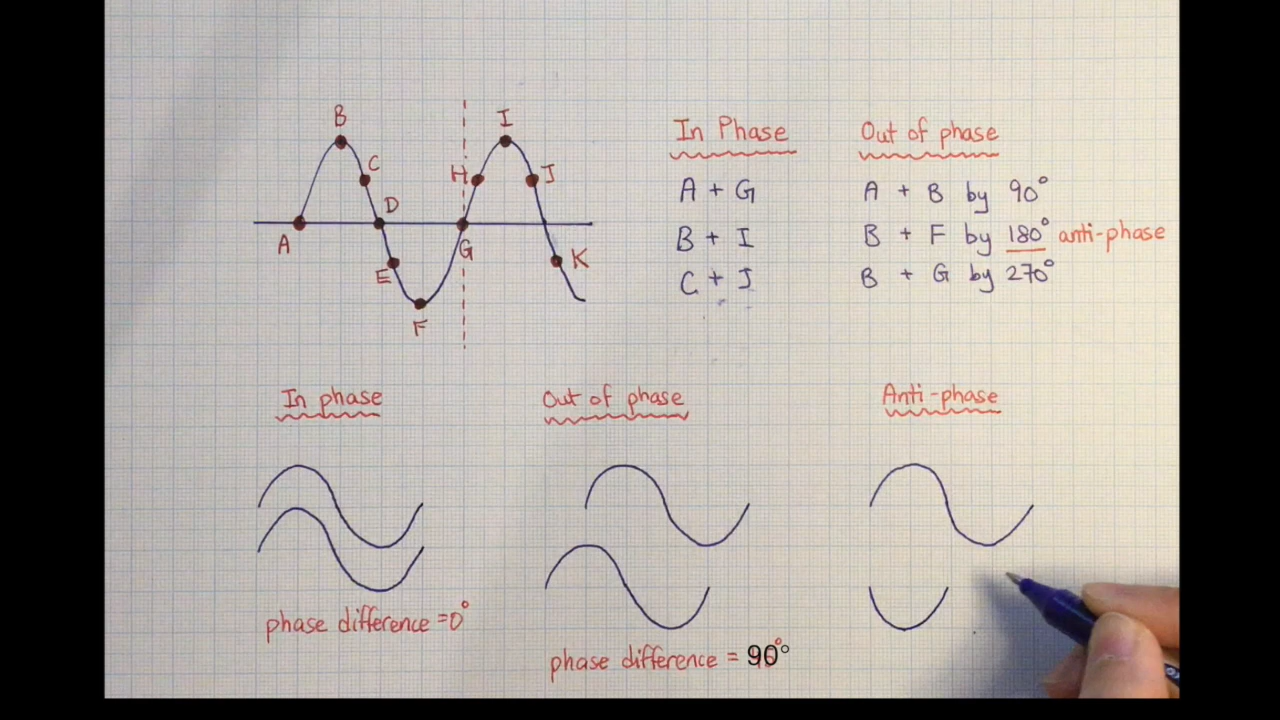 B
I
C
H
J
D
A
G
E
K
F
In Phase
A + G
B + I
C + J
Out of phase
A + B by 90°
B + F by 180° anti-phase
B + G by 270°
In phase
phase difference =0°
Out of phase
phase difference = 90°
Anti-phase